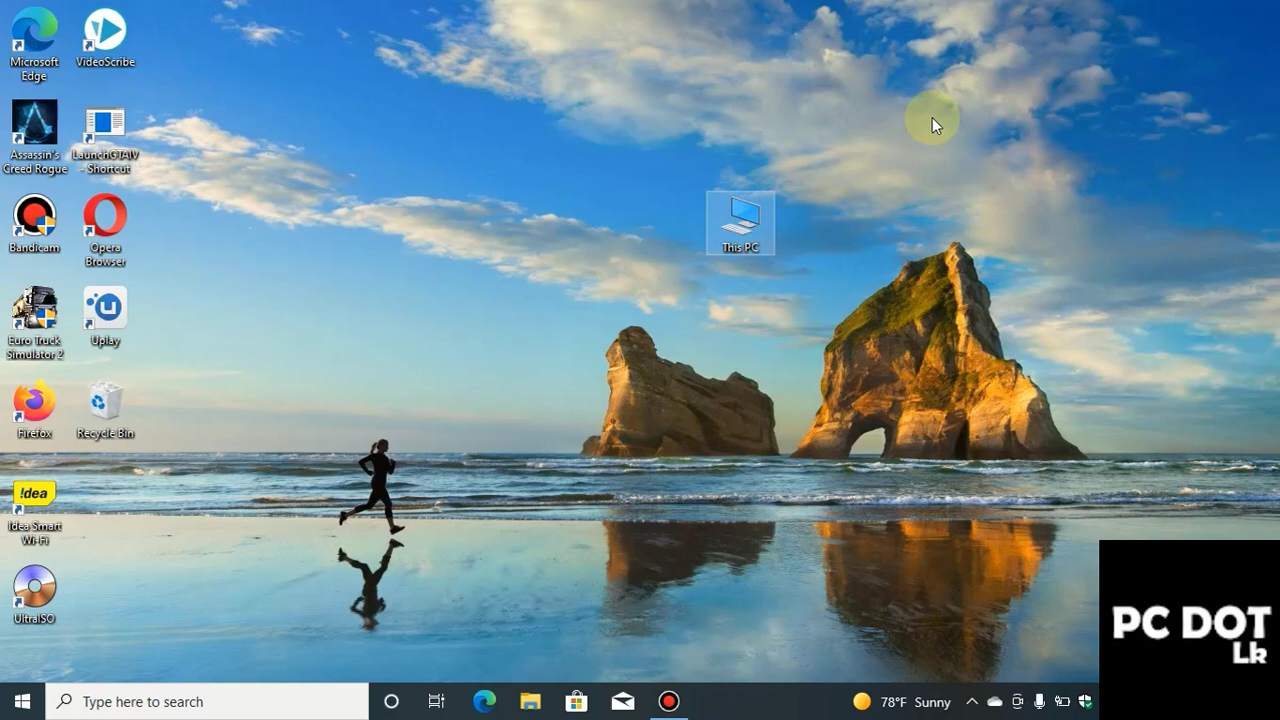 Microsoft
Edge
VideoScribe
Assassin's
Creed Rogue
LaunchGTAIV
- Shortcut
Bandicam
Opera
Browser
This PC
Euro Truck
Simulator 2
Uplay
Firefox
Recycle Bin
!dea
Idea Smart
Wi-Fi
UltraISO
PC DOT
Lk
Type here to search
78°F Sunny